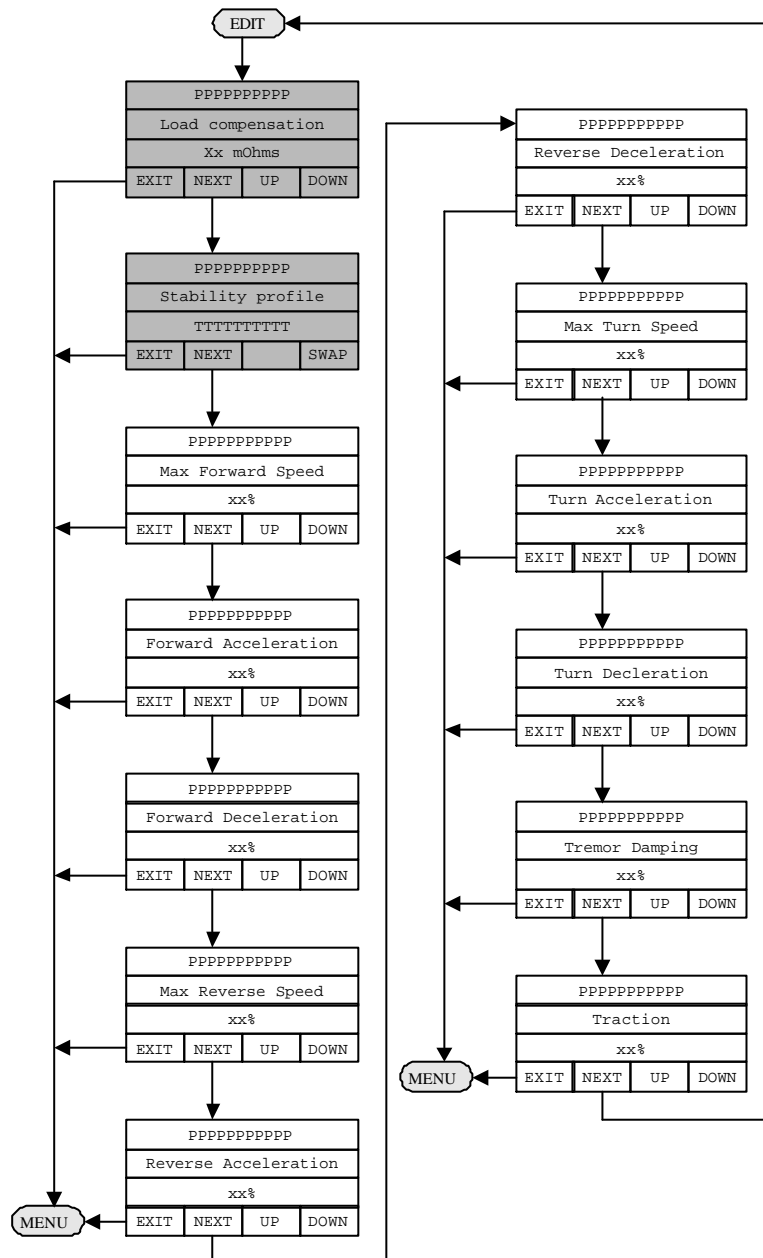 EDIT
PPPPPPPPPP
Load compensation
Xx mOhms
EXIT NEXT UP DOWN
PPPPPPPPPP
Stability profile
TTTTTTTTTT
EXIT NEXT SWAP
PPPPPPPPPPP
Max Forward Speed
xx%
EXIT NEXT UP DOWN
PPPPPPPPPPP
Forward Acceleration
xx%
EXIT NEXT UP DOWN
PPPPPPPPPPP
Forward Deceleration
xx%
EXIT NEXT UP DOWN
PPPPPPPPPPP
Max Reverse Speed
xx%
EXIT NEXT UP DOWN
PPPPPPPPPPP
Reverse Acceleration
xx%
MENU EXIT NEXT UP DOWN
PPPPPPPPPPP
Reverse Deceleration
xx%
EXIT NEXT UP DOWN
PPPPPPPPPPP
Max Turn Speed
xx%
EXIT NEXT UP DOWN
PPPPPPPPPPP
Turn Acceleration
xx%
EXIT NEXT UP DOWN
PPPPPPPPPPP
Turn Decleration
xx%
EXIT NEXT UP DOWN
PPPPPPPPPPP
Tremor Damping
xx%
EXIT NEXT UP DOWN
PPPPPPPPPPP
Traction
xx%
MENU EXIT NEXT UP DOWN